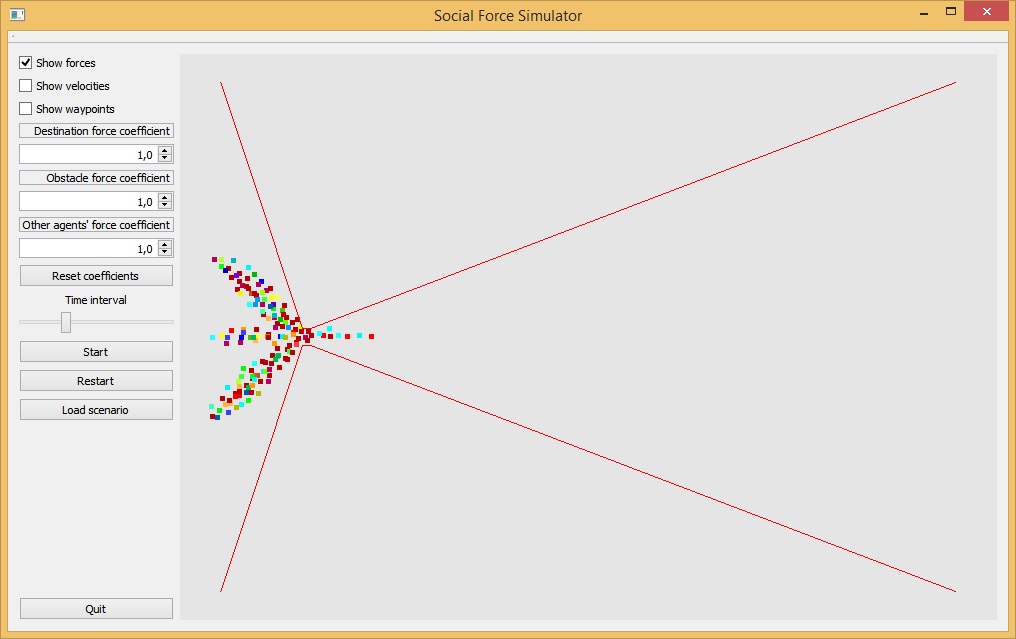 Social Force Simulator
Show forces
Show velocities
Show waypoints
Destination force coefficient
1,0
Obstacle force coefficient
1,0
Other agents' force coefficient
1,0
Reset coefficients
Time interval
Start
Restart
Load scenario
Quit